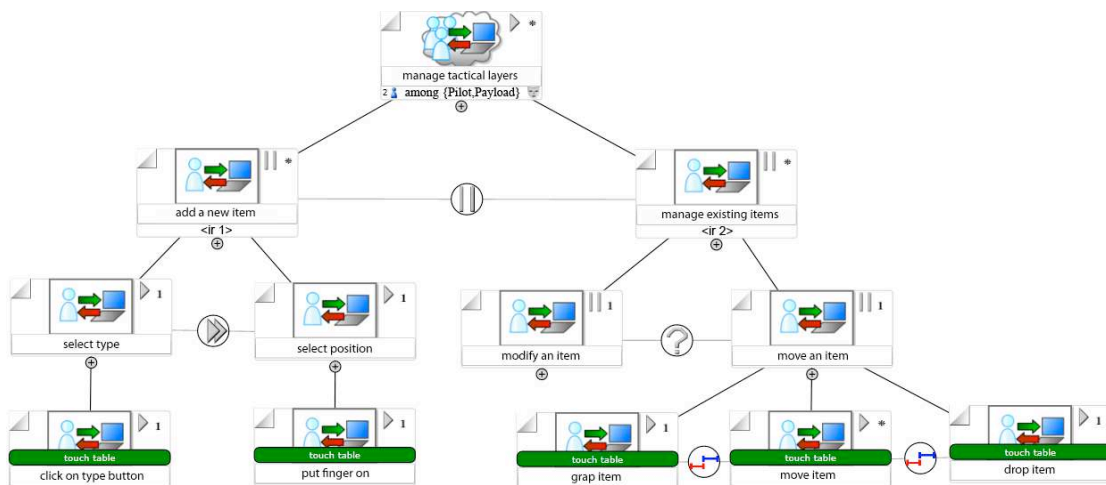 *
manage tactical layers
2 among {Pilot,Payload}
*
add a new item
<ir 1>
*
manage existing items
<ir 2>
1
select type
1
select position
1
modify an item
1
move an item
1
touch table
click on type button
1
touch table
put finger on
1
touch table
grap item
*
touch table
move item
1
touch table
drop item